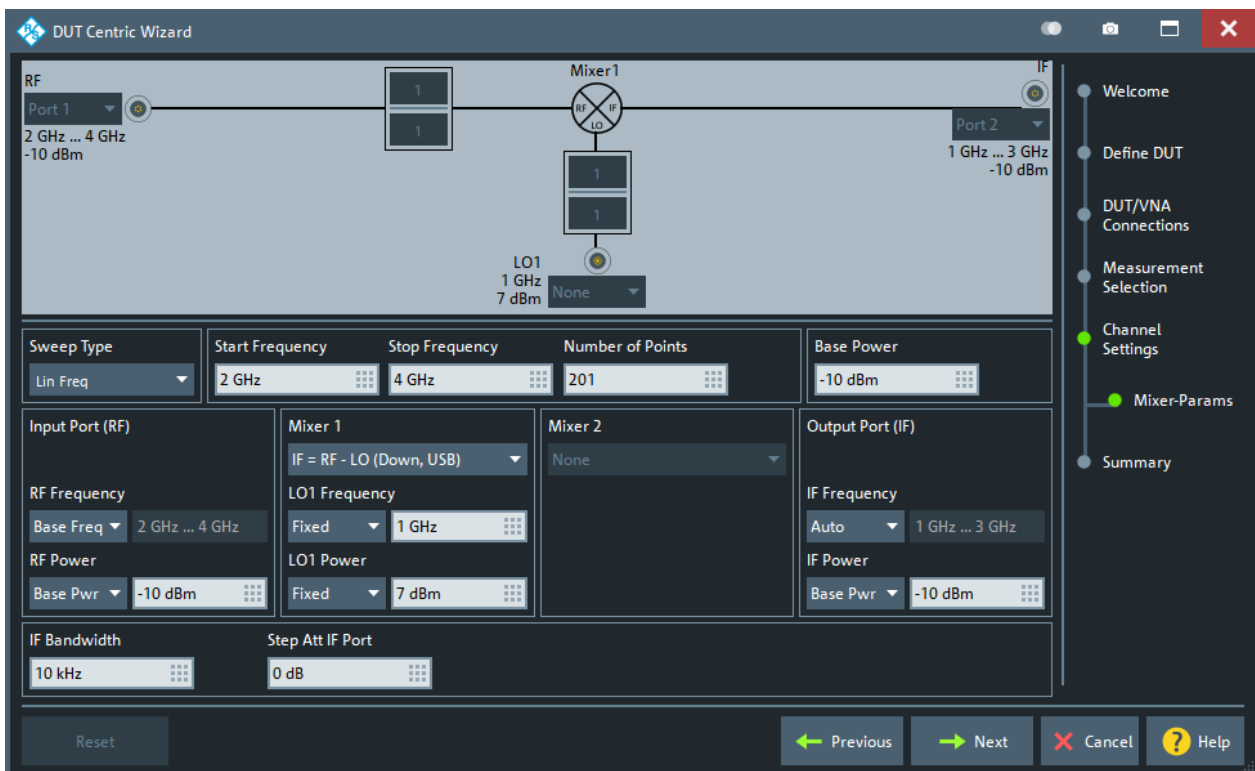 DUT Centric Wizard
RF
Port 1
2 GHz ... 4 GHz
-10 dBm
1
1
Mixer1
RF
IF
LO
1
1
LO1
1 GHz
7 dBm
None
IF
Port 2
1 GHz ... 3 GHz
-10 dBm
Welcome
Define DUT
DUT/VNA
Connections
Measurement
Selection
Channel
Settings
Mixer-Params
Summary
Sweep Type
Lin Freq
Start Frequency
2 GHz
Stop Frequency
4 GHz
Number of Points
201
Base Power
-10 dBm
Input Port (RF)
RF Frequency
Base Freq
2 GHz ... 4 GHz
RF Power
Base Pwr
-10 dBm
Mixer 1
IF = RF - LO (Down, USB)
LO1 Frequency
Fixed
1 GHz
LO1 Power
Fixed
7 dBm
Mixer 2
None
Output Port (IF)
IF Frequency
Auto
1 GHz ... 3 GHz
IF Power
Base Pwr
-10 dBm
IF Bandwidth
10 kHz
Step Att IF Port
0 dB
Reset
Previous
Next
Cancel
? Help